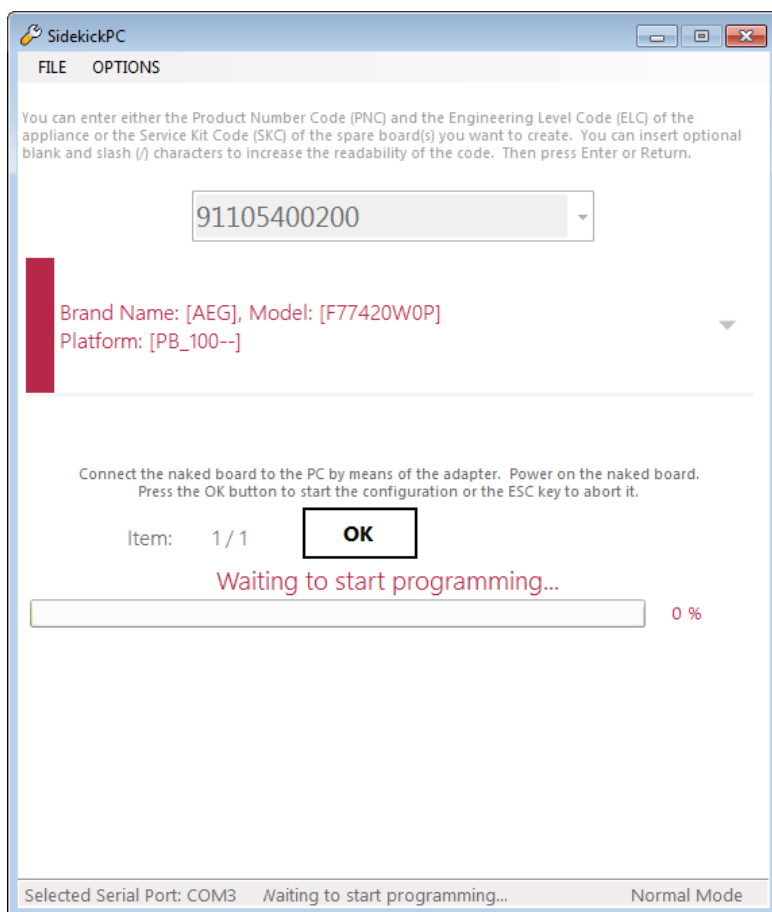 SidekickPC
FILE OPTIONS
You can enter either the Product Number Code (PNC) and the Engineering Level Code (ELC) of the
appliance or the Service Kit Code (SKC) of the spare board(s) you want to create. You can insert optional
blank and slash (/) characters to increase the readability of the code. Then press Enter or Return.
91105400200
Brand Name: [AEG], Model: [F77420W0P]
Platform: [PB_100--]
Connect the naked board to the PC by means of the adapter. Power on the naked board.
Press the OK button to start the configuration or the ESC key to abort it.
Item: 1 / 1 OK
Waiting to start programming...
0 %
Selected Serial Port: COM3 Waiting to start programming... Normal Mode